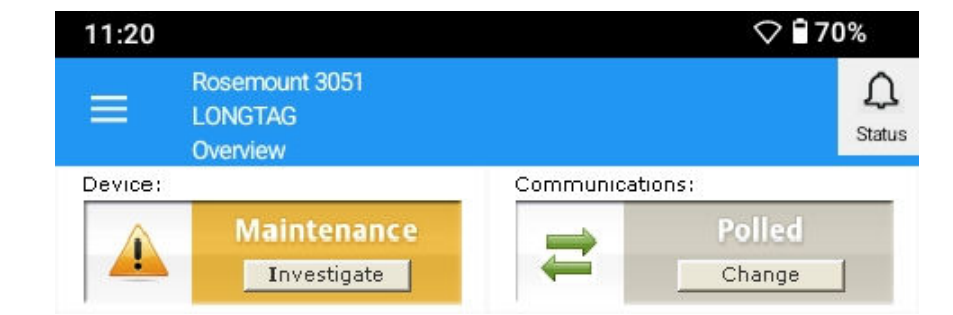 11:20 70%
Rosemount 3051
LONGTAG
Overview
Status
Device:
Maintenance
Investigate
Communications:
Polled
Change